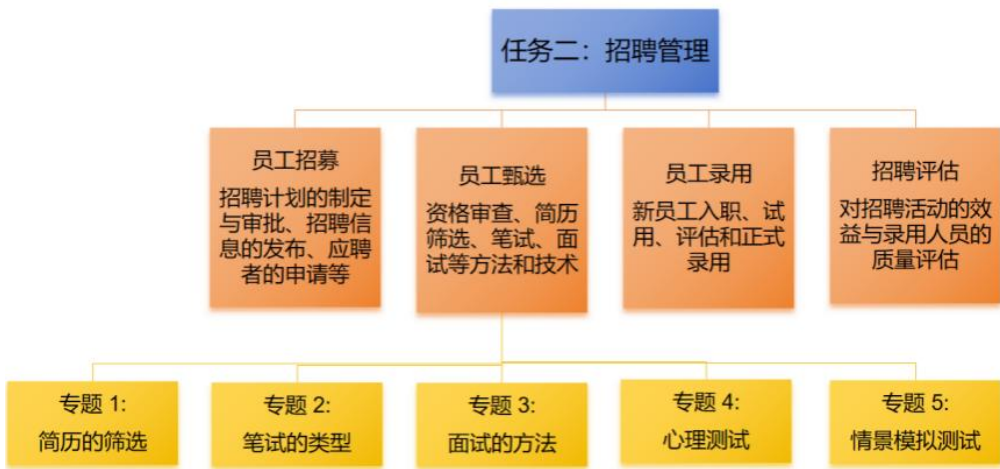 任务二：招聘管理
员工招募
招聘计划的制定
与审批、招聘信
息的发布、应聘
者的申请等
员工甄选
资格审查、简历
筛选、笔试、面
试等方法和技术
员工录用
新员工入职、试
用、评估和正式
录用
招聘评估
对招聘活动的效
益与录用人员的
质量评估
专题 1:
简历的筛选
专题 2:
笔试的类型
专题 3:
面试的方法
专题 4:
心理测试
专题 5:
情景模拟测试